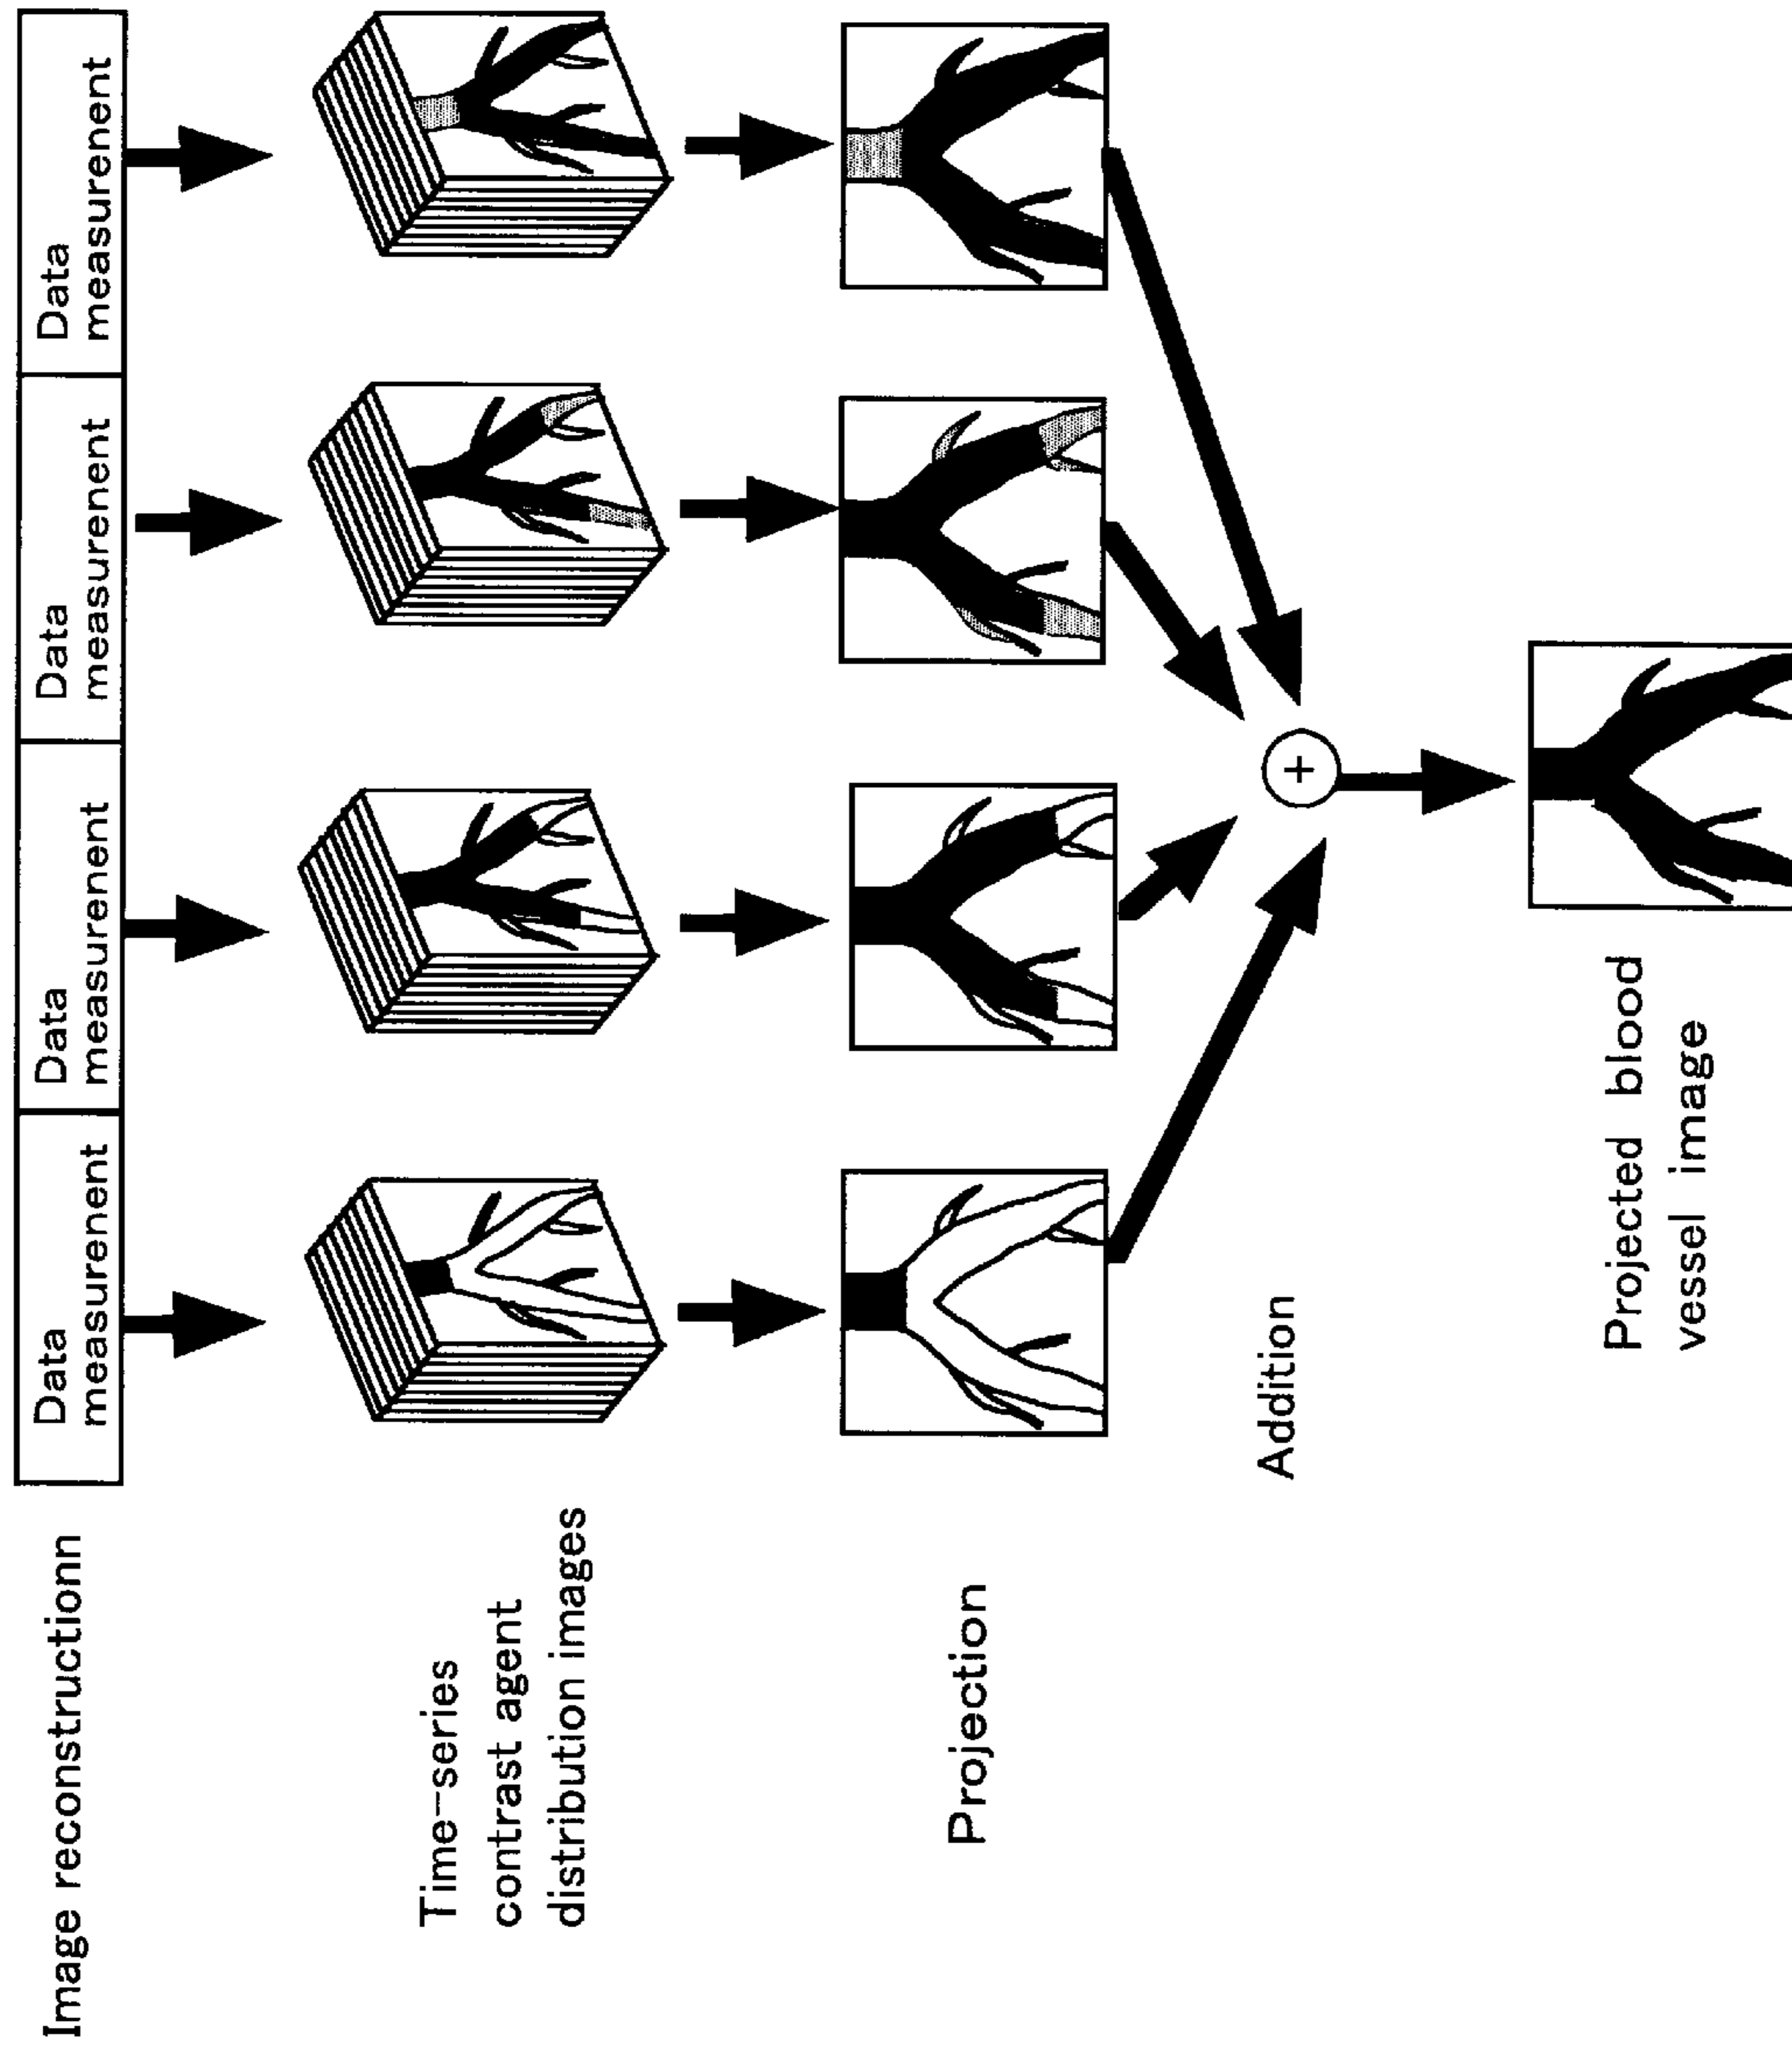 Image reconstructionn
Data
measurenent
Data
measurenent
Data
measurenent
Data
measurenent
Time-series
contrast agent
distribution images
Projection
Addition
+
Projected blood
vessel image